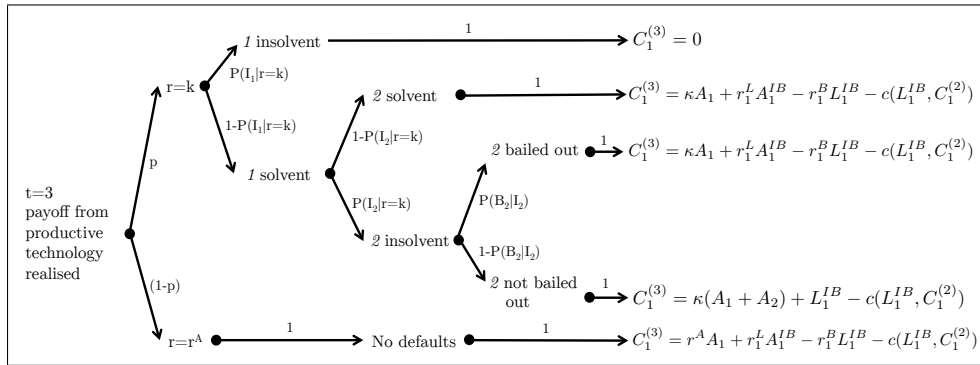 1
1 insolvent
C_1^{(3)} = 0
P(I_1|r=k)
r=k
2 solvent
1
C_1^{(3)} = κA_1 + r_1^L A_1^{IB} − r_1^B L_1^{IB} − c(L_1^{IB}, C_1^{(2)})
1-P(I_1|r=k)
1-P(I_2|r=k)
2 bailed out
1
C_1^{(3)} = κA_1 + r_1^L A_1^{IB} − r_1^B L_1^{IB} − c(L_1^{IB}, C_1^{(2)})
p
1 solvent
t=3
payoff from
productive
technology
realised
P(I_2|r=k)
P(B_2|I_2)
2 insolvent
1-P(B_2|I_2)
(1-p)
2 not bailed
out
1
C_1^{(3)} = κ(A_1 + A_2) + L_1^{IB} − c(L_1^{IB}, C_1^{(2)})
r=r^A
1
No defaults
1
C_1^{(3)} = r^A A_1 + r_1^L A_1^{IB} − r_1^B L_1^{IB} − c(L_1^{IB}, C_1^{(2)})